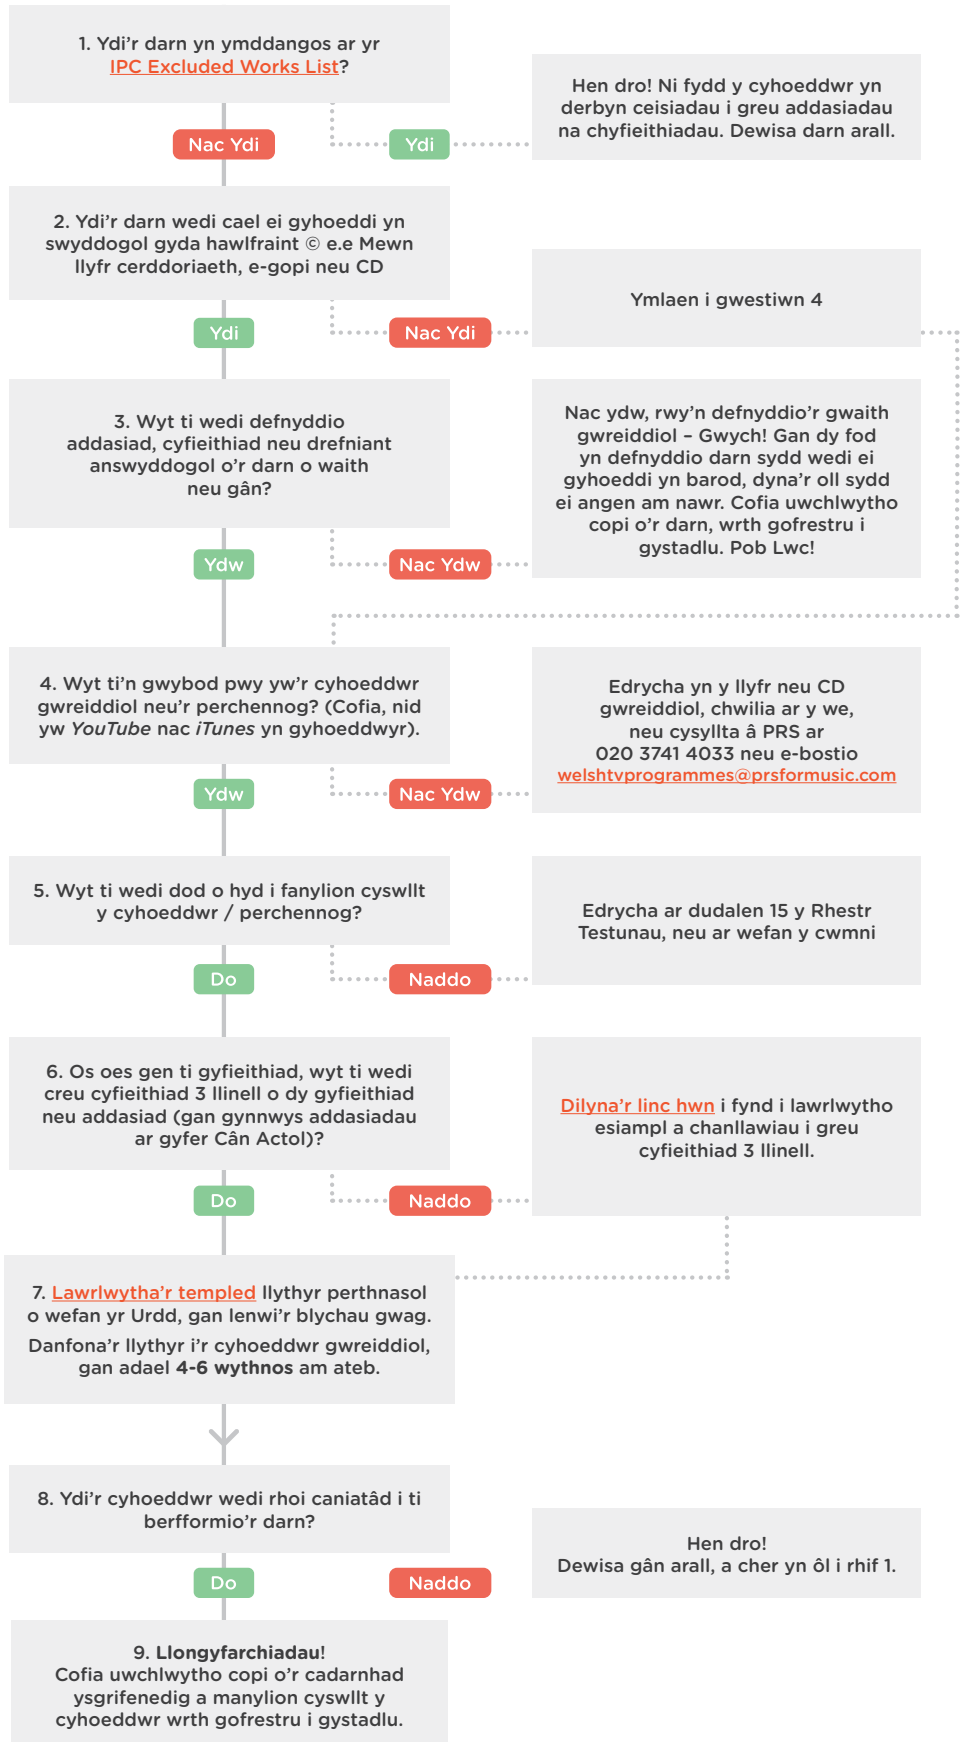 1. Ydi’r darn yn ymddangos ar yr
IPC Excluded Works List?
Hen dro! Ni fydd y cyhoeddwr yn
derbyn ceisiadau i greu addasiadau
na chyfieithiadau. Dewisa darn arall.
Nac Ydi
Ydi
2. Ydi’r darn wedi cael ei gyhoeddi yn
swyddogol gyda hawlfraint © e.e Mewn
llyfr cerddoriaeth, e-gopi neu CD
Ymlaen i gwestiwn 4
Ydi
Nac Ydi
3. Wyt ti wedi defnyddio
addasiad, cyfieithiad neu drefniant
answyddogol o’r darn o waith
neu gân?
Nac ydw, rwy’n defnyddio’r gwaith
gwreiddiol – Gwych! Gan dy fod
yn defnyddio darn sydd wedi ei
gyhoeddi yn barod, dyna’r oll sydd
ei angen am nawr. Cofia uwchlwytho
copi o’r darn, wrth gofrestru i
gystadlu. Pob Lwc!
Ydw
Nac Ydw
4. Wyt ti’n gwybod pwy yw’r cyhoeddwr
gwreiddiol neu’r perchennog? (Cofia, nid
yw YouTube nac iTunes yn gyhoeddwyr).
Edrycha yn y llyfr neu CD
gwreiddiol, chwilia ar y we,
neu cysyllta â PRS ar
020 3741 4033 neu e-bostio
welshtvprogrammes@prsformusic.com
Ydw
Nac Ydw
5. Wyt ti wedi dod o hyd i fanylion cyswllt
y cyhoeddwr / perchennog?
Edrycha ar dudalen 15 y Rhestr
Testunau, neu ar wefan y cwmni
Do
Naddo
6. Os oes gen ti gyfieithiad, wyt ti wedi
creu cyfieithiad 3 llinell o dy gyfieithiad
neu addasiad (gan gynnwys addasiadau
ar gyfer Cân Actol)?
Dilyna’r linc hwn i fynd i lawrlwytho
esiampl a chanllawiau i greu
cyfieithiad 3 llinell.
Do
Naddo
7. Lawrlwytha’r templed llythyr perthnasol
o wefan yr Urdd, gan lenwi’r blychau gwag.
Danfona’r llythyr i’r cyhoeddwr gwreiddiol,
gan adael 4-6 wythnos am ateb.
8. Ydi’r cyhoeddwr wedi rhoi caniatâd i ti
berfformio’r darn?
Hen dro!
Dewisa gân arall, a cher yn ôl i rhif 1.
Do
Naddo
9. Llongyfarchiadau!
Cofia uwchlwytho copi o’r cadarnhad
ysgrifenedig a manylion cyswllt y
cyhoeddwr wrth gofrestru i gystadlu.